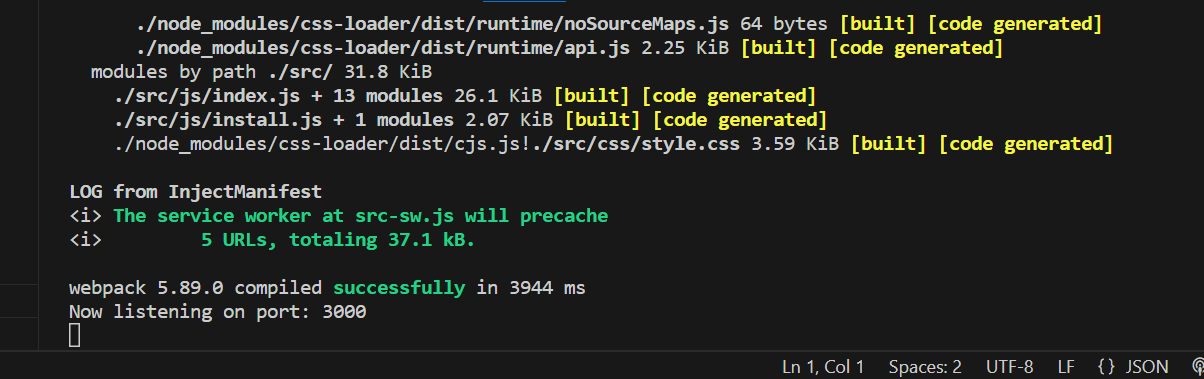 ./node_modules/css-loader/dist/runtime/noSourceMaps.js 64 bytes [built] [code generated]
./node_modules/css-loader/dist/runtime/api.js 2.25 KiB [built] [code generated]
modules by path ./src/ 31.8 KiB
./src/js/index.js + 13 modules 26.1 KiB [built] [code generated]
./src/js/install.js + 1 modules 2.07 KiB [built] [code generated]
./node_modules/css-loader/dist/cjs.js!./src/css/style.css 3.59 KiB [built] [code generated]
LOG from InjectManifest
<i> The service worker at src-sw.js will precache
<i> 5 URLs, totaling 37.1 kB.
webpack 5.89.0 compiled successfully in 3944 ms
Now listening on port: 3000
Ln 1, Col 1 Spaces: 2 UTF-8 LF {} JSON